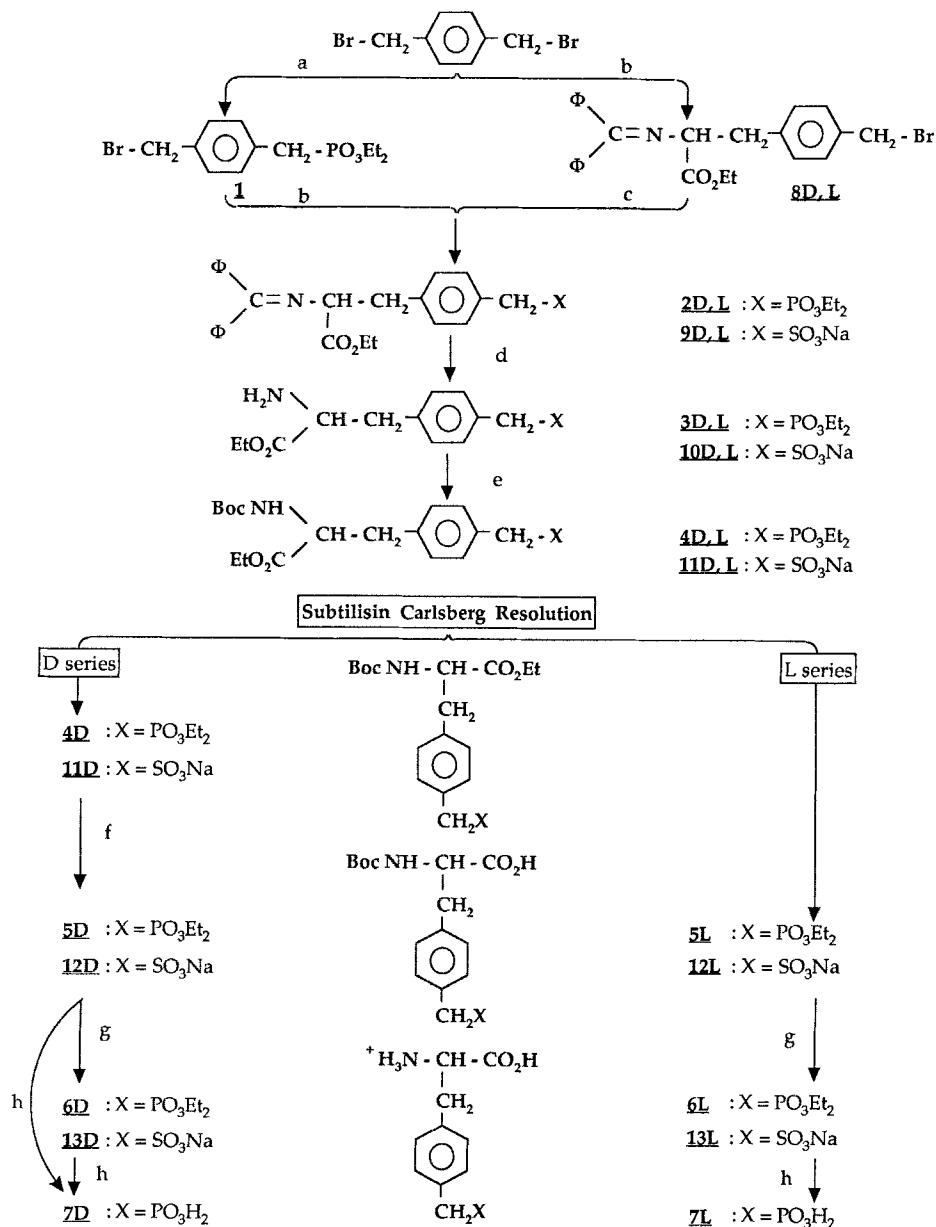 Br - CH₂ CH₂ - Br
a b
Br - CH₂ CH₂ - PO₃Et₂
1
Φ
C = N - CH - CH₂ CH₂ - Br
Φ
CO₂Et
8D, L
b c
Φ
C = N - CH - CH₂ CH₂ - X
Φ
CO₂Et
2D, L : X = PO₃Et₂
9D, L : X = SO₃Na
d
H₂N
CH - CH₂ CH₂ - X
EtO₂C
3D, L : X = PO₃Et₂
10D, L : X = SO₃Na
e
Boc NH
CH - CH₂ CH₂ - X
EtO₂C
4D, L : X = PO₃Et₂
11D, L : X = SO₃Na
Subtilisin Carlsberg Resolution
D series
L series
Boc NH - CH - CO₂Et
CH₂
CH₂X
4D : X = PO₃Et₂
11D : X = SO₃Na
f
Boc NH - CH - CO₂H
CH₂
CH₂X
5D : X = PO₃Et₂
12D : X = SO₃Na
5L : X = PO₃Et₂
12L : X = SO₃Na
g
g
h
⁺H₃N - CH - CO₂H
CH₂
CH₂X
6D : X = PO₃Et₂
13D : X = SO₃Na
6L : X = PO₃Et₂
13L : X = SO₃Na
h
h
7D : X = PO₃H₂
7L : X = PO₃H₂